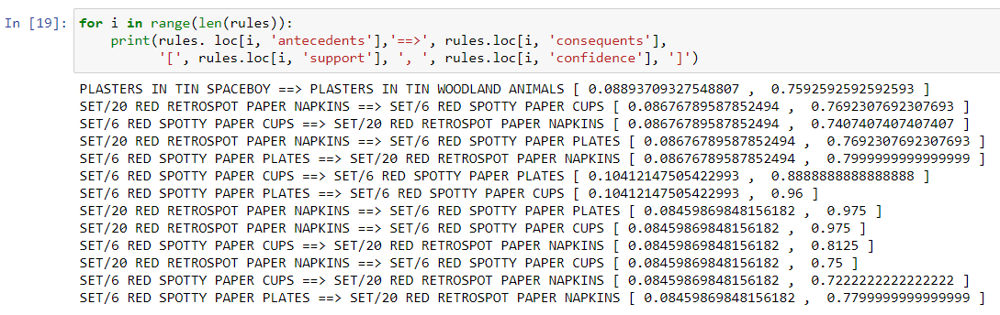 In [19]: for i in range(len(rules)):
print(rules. loc[i, 'antecedents'],'==>', rules.loc[i, 'consequents'],
'[', rules.loc[i, 'support'], ', ', rules.loc[i, 'confidence'], ']')
PLASTERS IN TIN SPACEBOY ==> PLASTERS IN TIN WOODLAND ANIMALS [ 0.08893709327548807 ,  0.7592592592592593 ]
SET/20 RED RETROSPOT PAPER NAPKINS ==> SET/6 RED SPOTTY PAPER CUPS [ 0.08676789587852494 ,  0.7692307692307693 ]
SET/6 RED SPOTTY PAPER CUPS ==> SET/20 RED RETROSPOT PAPER NAPKINS [ 0.08676789587852494 ,  0.7407407407407407 ]
SET/20 RED RETROSPOT PAPER NAPKINS ==> SET/6 RED SPOTTY PAPER PLATES [ 0.08676789587852494 ,  0.7692307692307693 ]
SET/6 RED SPOTTY PAPER PLATES ==> SET/20 RED RETROSPOT PAPER NAPKINS [ 0.08676789587852494 ,  0.7999999999999999 ]
SET/6 RED SPOTTY PAPER CUPS ==> SET/6 RED SPOTTY PAPER PLATES [ 0.10412147505422993 ,  0.8888888888888888 ]
SET/6 RED SPOTTY PAPER PLATES ==> SET/6 RED SPOTTY PAPER CUPS [ 0.10412147505422993 ,  0.96 ]
SET/20 RED RETROSPOT PAPER NAPKINS ==> SET/6 RED SPOTTY PAPER PLATES [ 0.08459869848156182 ,  0.975 ]
SET/20 RED RETROSPOT PAPER NAPKINS ==> SET/6 RED SPOTTY PAPER CUPS [ 0.08459869848156182 ,  0.975 ]
SET/6 RED SPOTTY PAPER CUPS ==> SET/20 RED RETROSPOT PAPER NAPKINS [ 0.08459869848156182 ,  0.8125 ]
SET/20 RED RETROSPOT PAPER NAPKINS ==> SET/6 RED SPOTTY PAPER CUPS [ 0.08459869848156182 ,  0.75 ]
SET/6 RED SPOTTY PAPER CUPS ==> SET/20 RED RETROSPOT PAPER NAPKINS [ 0.08459869848156182 ,  0.7222222222222222 ]
SET/6 RED SPOTTY PAPER PLATES ==> SET/20 RED RETROSPOT PAPER NAPKINS [ 0.08459869848156182 ,  0.7799999999999999 ]